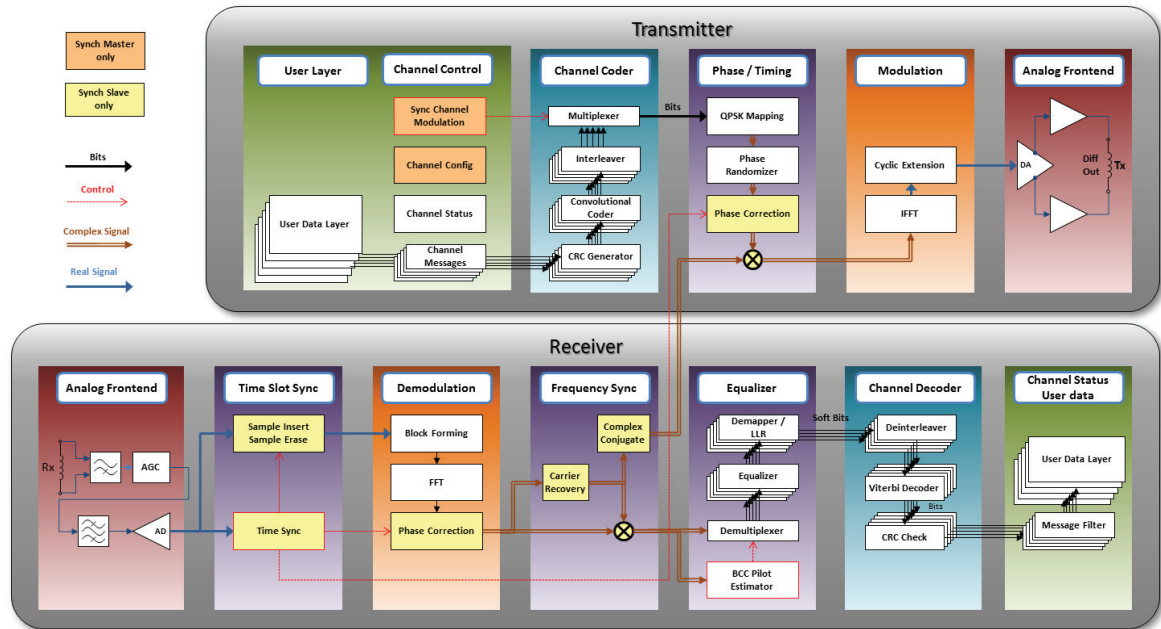 Synch Master
only
Synch Slave
only
Bits
Control
Complex Signal
Real Signal
Transmitter
User Layer
Channel Control
Channel Coder
Phase / Timing
Modulation
Analog Frontend
Sync Channel
Modulation
Channel Config
Channel Status
User Data Layer
Channel
Messages
Multiplexer
Interleaver
Convolutional
Coder
CRC Generator
Bits
QPSK Mapping
Phase
Randomizer
Phase Correction
Cyclic Extension
IFFT
DA
Diff
Out
Tx
Receiver
Analog Frontend
Time Slot Sync
Demodulation
Frequency Sync
Equalizer
Channel Decoder
Channel Status
User data
Rx
AGC
AD
Sample Insert
Sample Erase
Time Sync
Block Forming
FFT
Phase Correction
Complex
Conjugate
Carrier
Recovery
Demapper /
LLR
Equalizer
Demultiplexer
BCC Pilot
Estimator
Soft Bits
Deinterleaver
Viterbi Decoder
Bits
CRC Check
User Data Layer
Message Filter